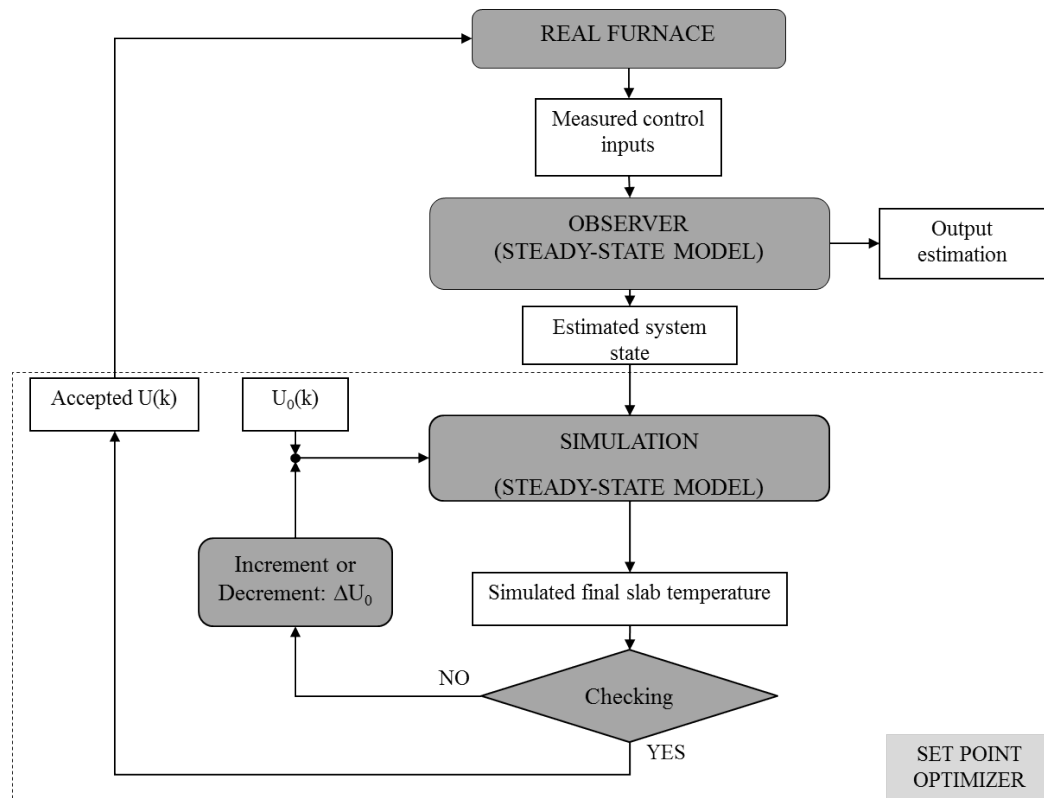 REAL FURNACE
Measured control
inputs
OBSERVER
(STEADY-STATE MODEL)
Output
estimation
Estimated system
state
Accepted U(k)
U₀(k)
SIMULATION
(STEADY-STATE MODEL)
Increment or
Decrement: ΔU₀
Simulated final slab temperature
NO
Checking
YES
SET POINT
OPTIMIZER